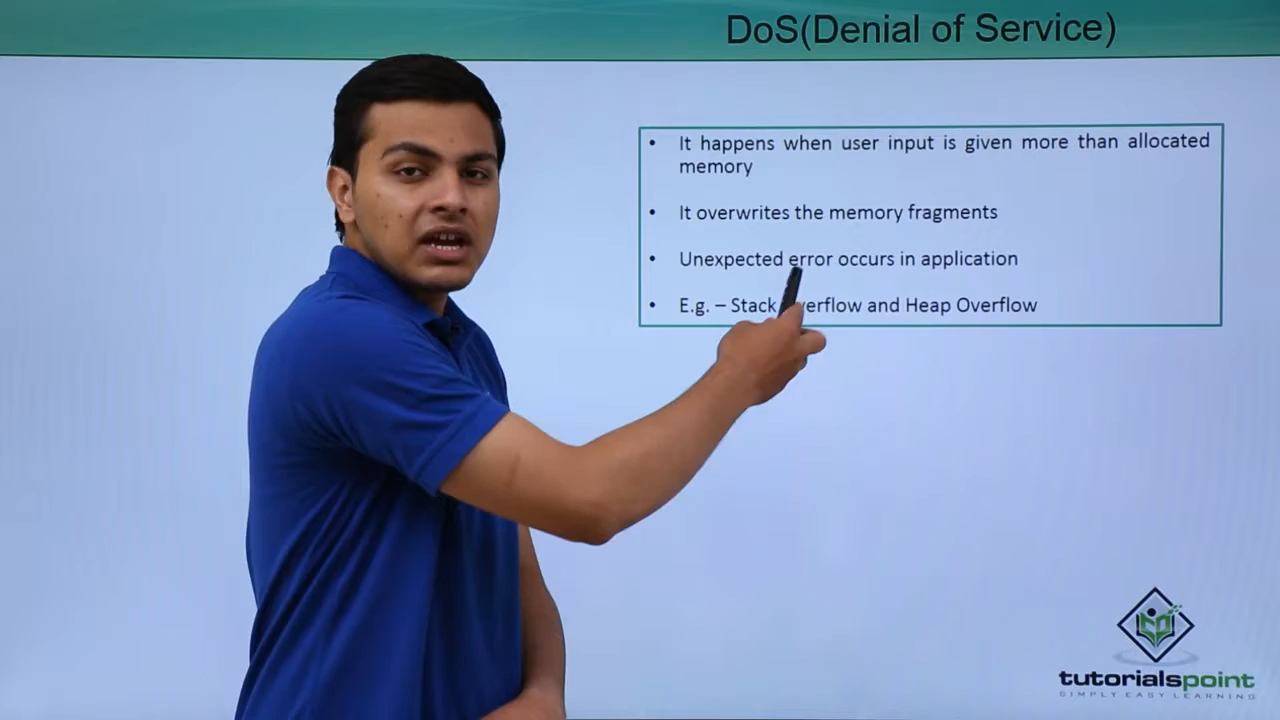 DoS(Denial of Service)
• It happens when user input is given more than allocated
memory
• It overwrites the memory fragments
• Unexpected error occurs in application
• E.g. – Stack verflow and Heap Overflow
tutorialspoint
SIMPLY EASY LEARNING